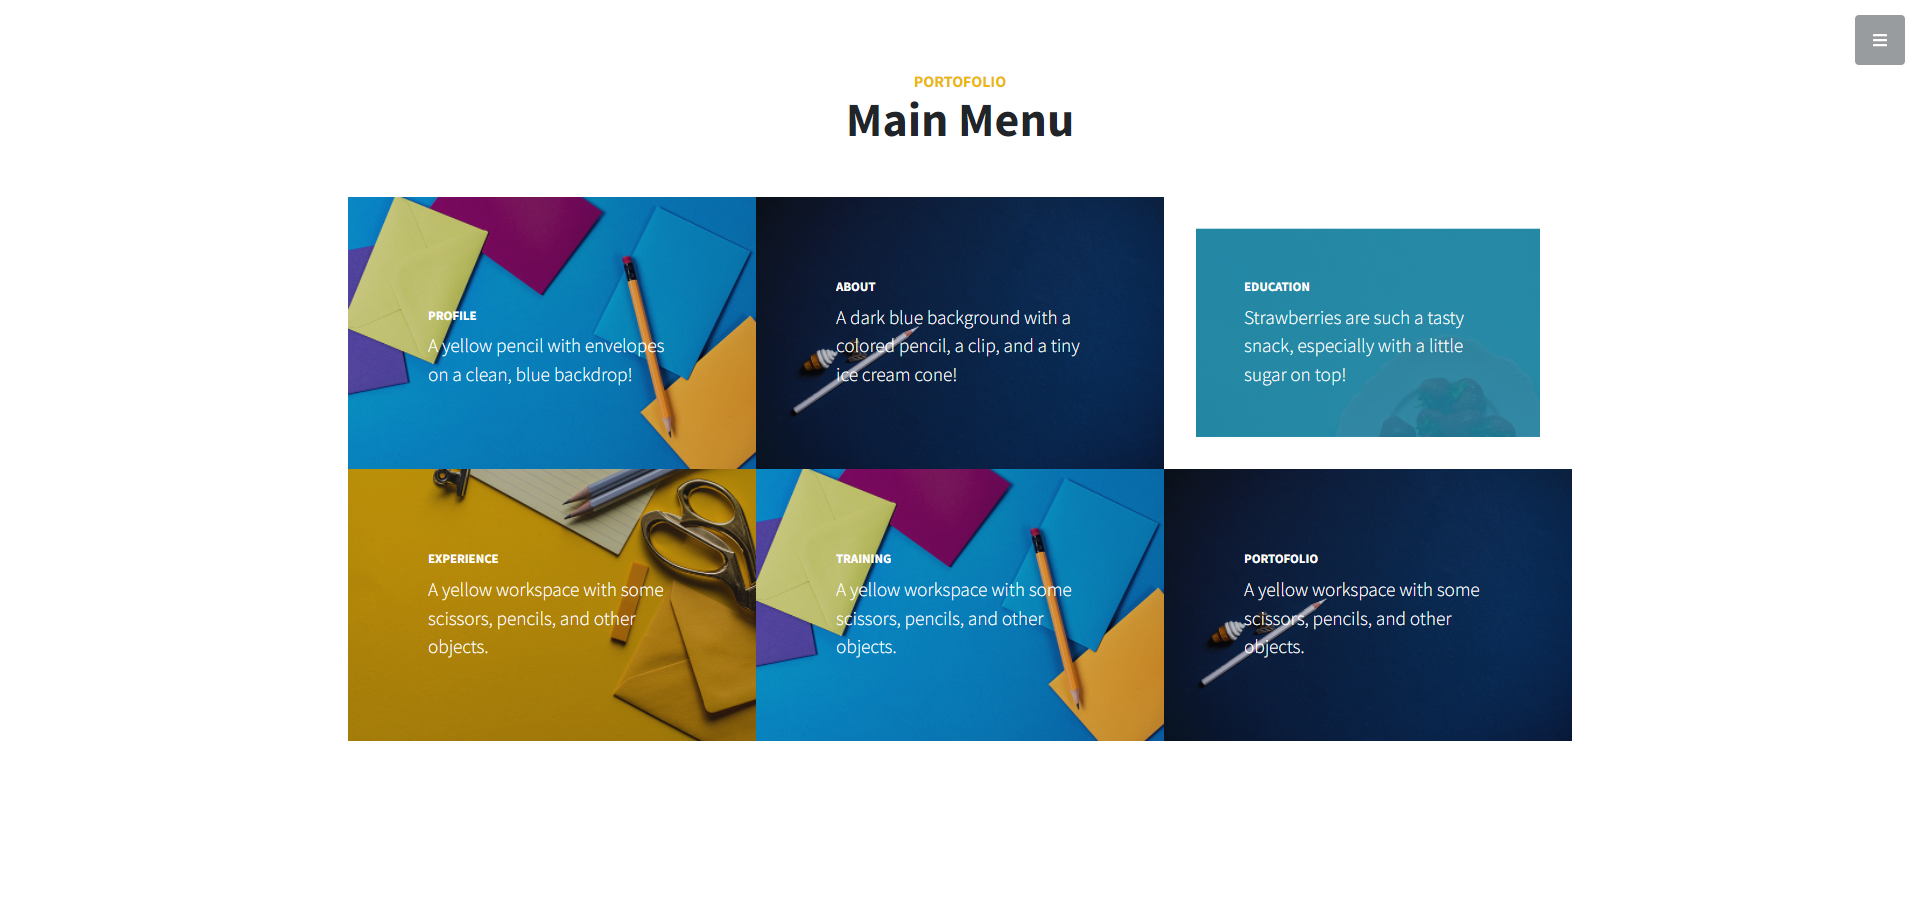 PORTOFOLIO
Main Menu
PROFILE
A yellow pencil with envelopes
on a clean, blue backdrop!
ABOUT
A dark blue background with a
colored pencil, a clip, and a tiny
ice cream cone!
EDUCATION
Strawberries are such a tasty
snack, especially with a little
sugar on top!
EXPERIENCE
A yellow workspace with some
scissors, pencils, and other
objects.
TRAINING
A yellow workspace with some
scissors, pencils, and other
objects.
PORTOFOLIO
A yellow workspace with some
scissors, pencils, and other
objects.